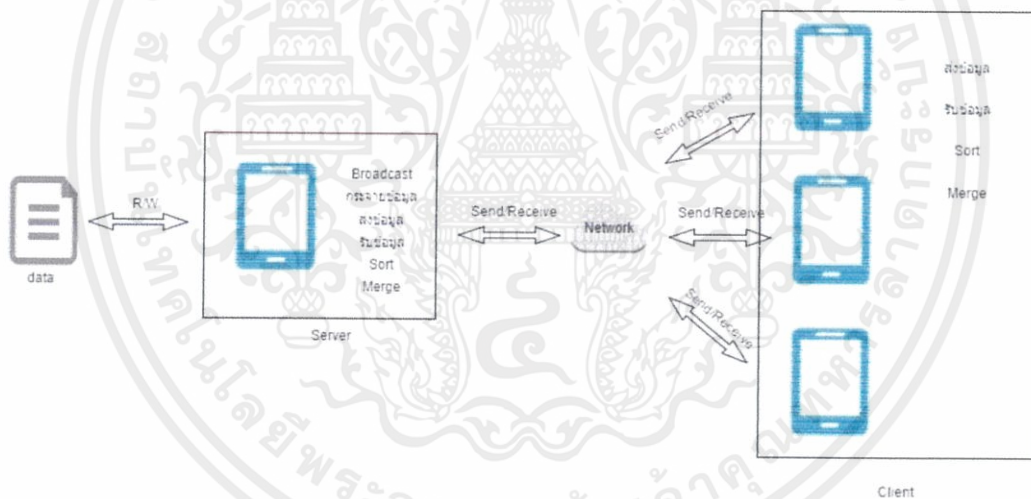 data
R/W
Broadcast
กระจายข้อมูล
ส่งข้อมูล
รับข้อมูล
Sort
Merge
Server
Send/Receive
Network
Send/Receive
Send/Receive
Send/Receive
ส่งข้อมูล
รับข้อมูล
Sort
Merge
Client